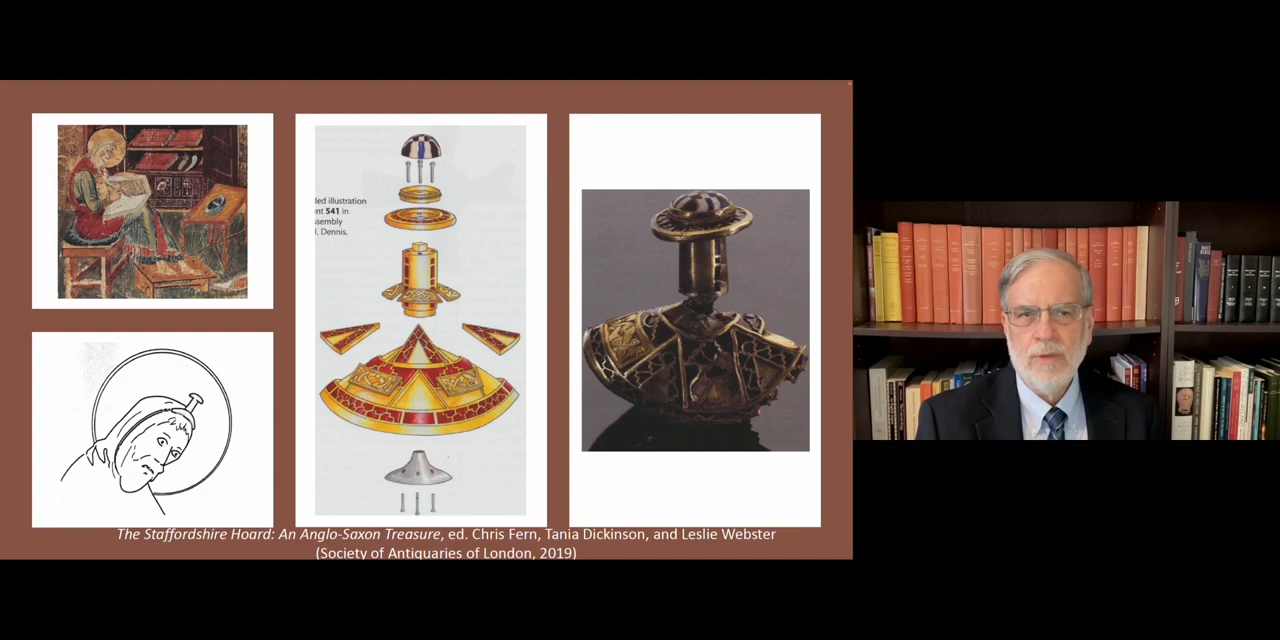 led illustration
nt 541 in
ssembly
l. Dennis.
The Staffordshire Hoard: An Anglo-Saxon Treasure, ed. Chris Fern, Tania Dickinson, and Leslie Webster
(Society of Antiquaries of London, 2019)